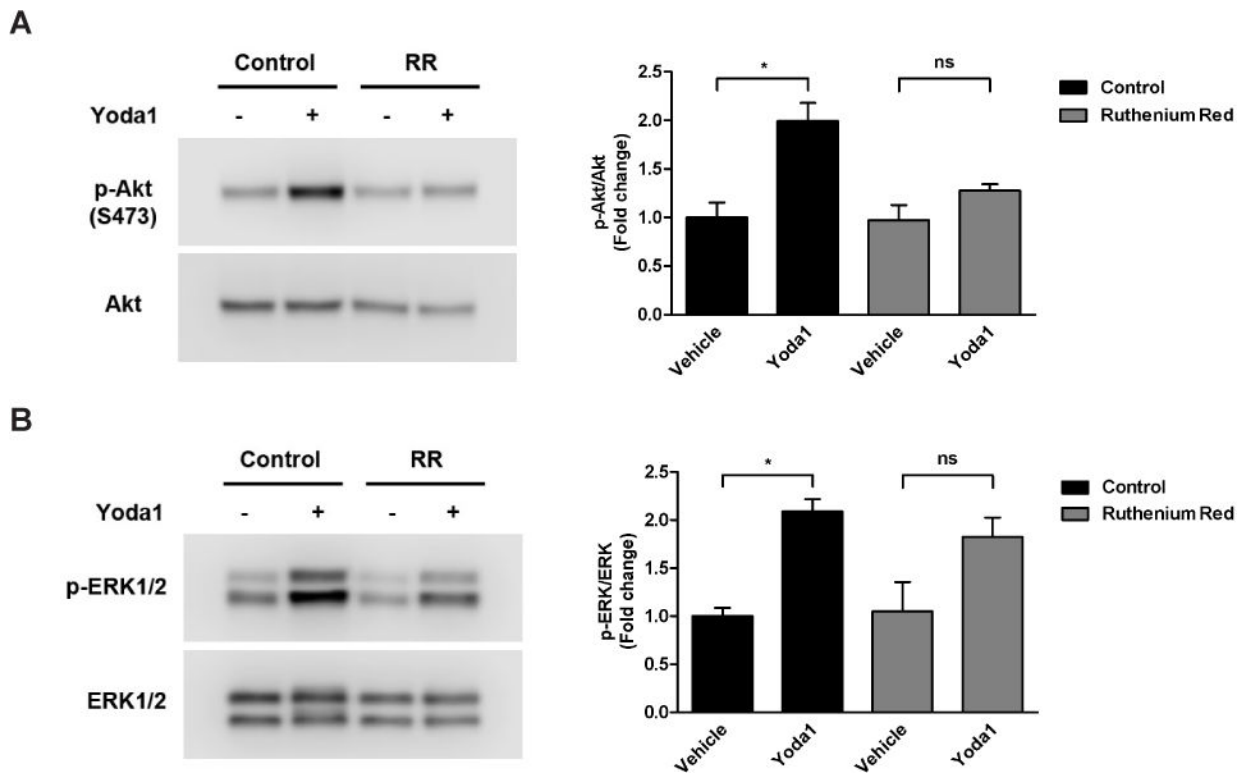 A
Control RR
Yoda1 - + - +
p-Akt
(S473)
Akt
p-Akt/Akt
(Fold change)
2.5
2.0
1.5
1.0
0.5
0.0
* ns
Vehicle Yoda1 Vehicle Yoda1
Control
Ruthenium Red
B
Control RR
Yoda1 - + - +
p-ERK1/2
ERK1/2
p-ERK/ERK
(Fold change)
2.5
2.0
1.5
1.0
0.5
0.0
* ns
Vehicle Yoda1 Vehicle Yoda1
Control
Ruthenium Red